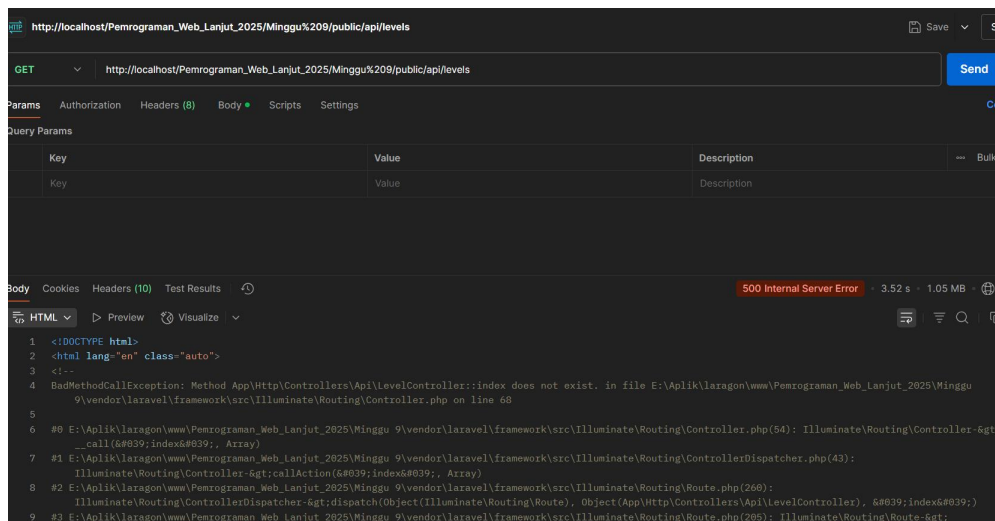 HTTP http://localhost/Pemrograman_Web_Lanjut_2025/Minggu%209/public/api/levels
Save
GET http://localhost/Pemrograman_Web_Lanjut_2025/Minggu%209/public/api/levels Send
Params Authorization Headers (8) Body Scripts Settings
Query Params
Key Value Description Bulk
Key Value Description
Body Cookies Headers (10) Test Results 500 Internal Server Error 3.52 s 1.05 MB
HTML Preview Visualize
1 <!DOCTYPE html>
2 <html lang="en" class="auto">
3 <!--
4 BadMethodCallException: Method App\Http\Controllers\Api\LevelController::index does not exist. in file E:\Aplik\laragon\www\Pemrograman_Web_Lanjut_2025\Minggu
9\vendor\laravel\framework\src\Illuminate\Routing\Controller.php on line 68
5
6 #0 E:\Aplik\laragon\www\Pemrograman_Web_Lanjut_2025\Minggu 9\vendor\laravel\framework\src\Illuminate\Routing\Controller.php(54): Illuminate\Routing\Controller-&gt
__call(&#039;index&#039;, Array)
7 #1 E:\Aplik\laragon\www\Pemrograman_Web_Lanjut_2025\Minggu 9\vendor\laravel\framework\src\Illuminate\Routing\ControllerDispatcher.php(43):
Illuminate\Routing\Controller-&gt;callAction(&#039;index&#039;, Array)
8 #2 E:\Aplik\laragon\www\Pemrograman_Web_Lanjut_2025\Minggu 9\vendor\laravel\framework\src\Illuminate\Routing\Route.php(260):
Illuminate\Routing\ControllerDispatcher-&gt;dispatch(Object(Illuminate\Routing\Route), Object(App\Http\Controllers\Api\LevelController), &#039;index&#039;)
9 #3 E:\Aplik\laragon\www\Pemrograman_Web_Lanjut_2025\Minggu 9\vendor\laravel\framework\src\Illuminate\Routing\Route.php(205): Illuminate\Routing\Route-&gt;